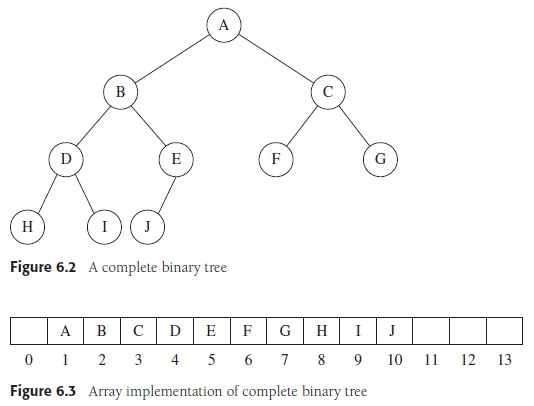 A
B C
D E F G
H I J
Figure 6.2 A complete binary tree
A B C D E F G H I J
0 1 2 3 4 5 6 7 8 9 10 11 12 13
Figure 6.3 Array implementation of complete binary tree